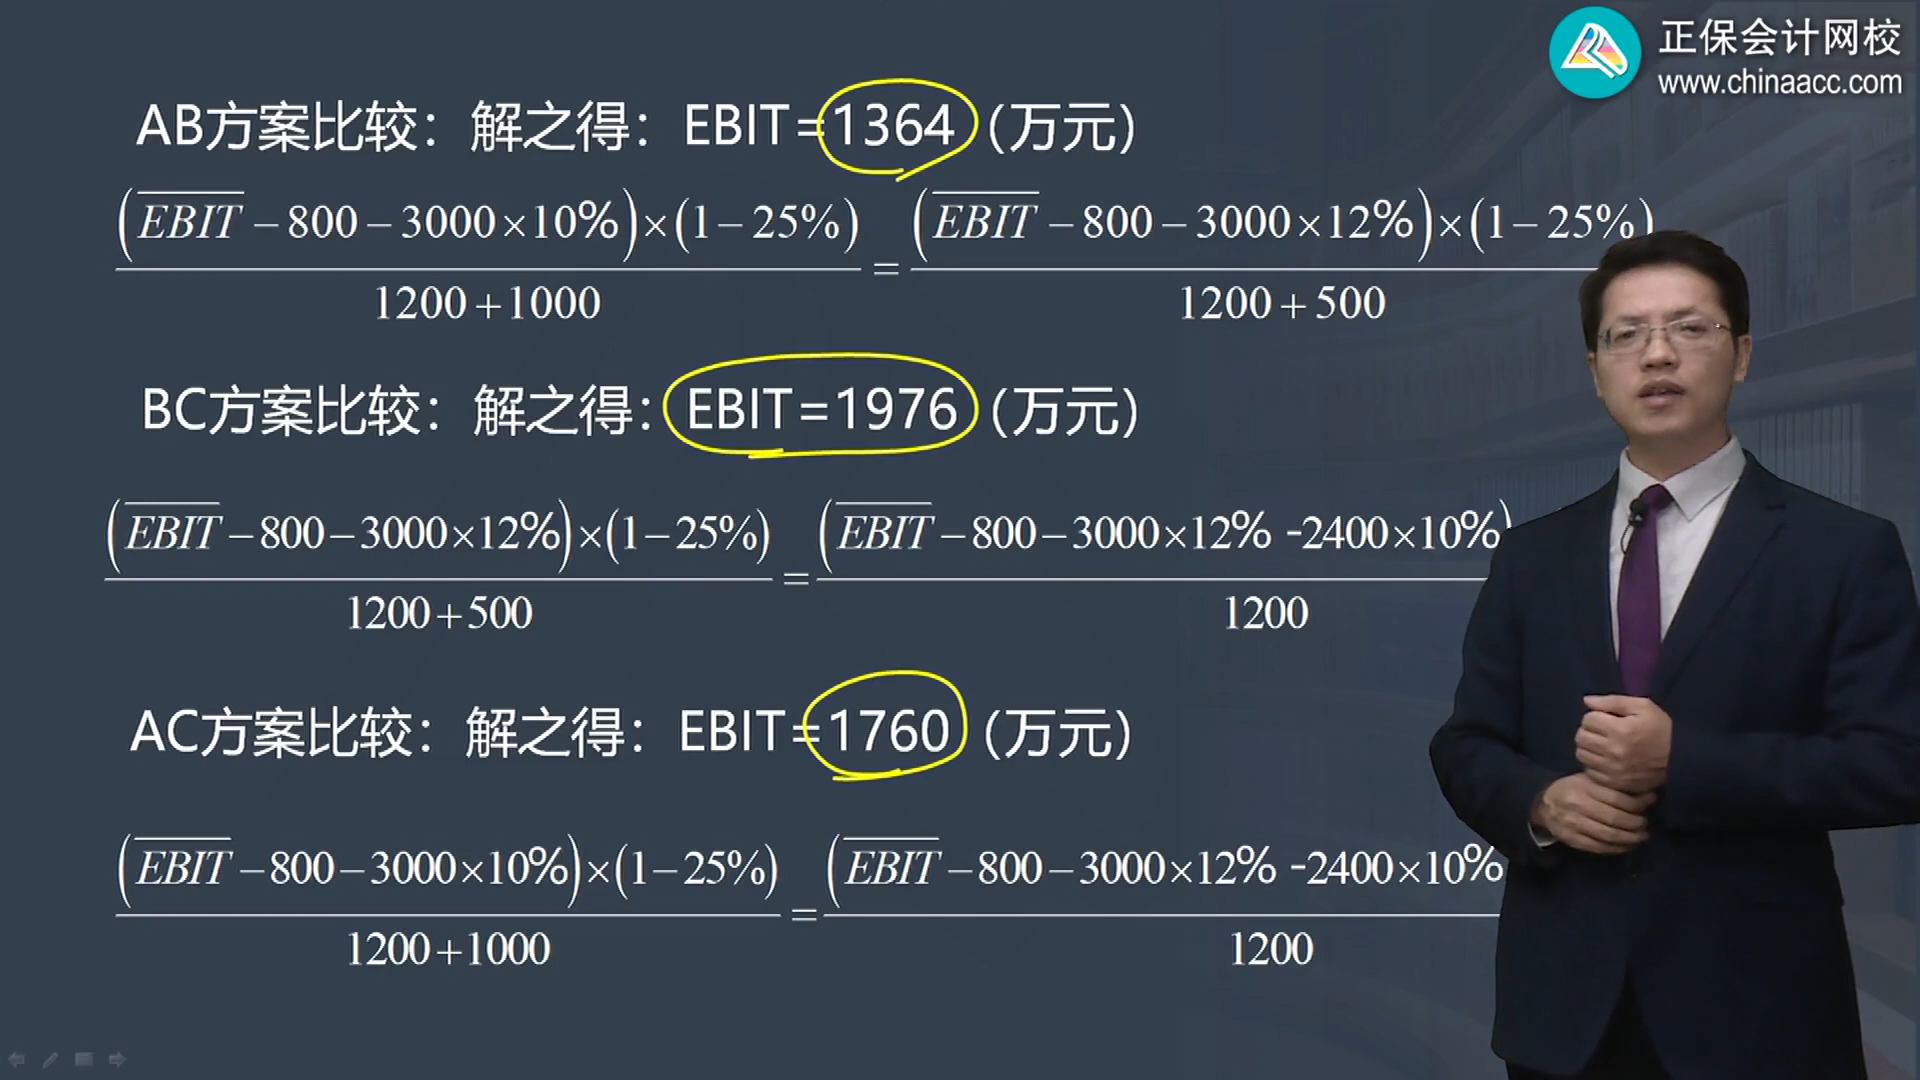 正保会计网校
www.chinaacc.com
AB方案比较：解之得：EBIT=1364（万元）
(EBIT－800－3000×10%)×(1－25%) / 1200＋1000 = (EBIT－800－3000×12%)×(1－25%) / 1200＋500
BC方案比较：解之得：EBIT=1976（万元）
(EBIT－800－3000×12%)×(1－25%) / 1200＋500 = (EBIT－800－3000×12% -2400×10%) / 1200
AC方案比较：解之得：EBIT=1760（万元）
(EBIT－800－3000×10%)×(1－25%) / 1200＋1000 = (EBIT－800－3000×12% -2400×10% / 1200